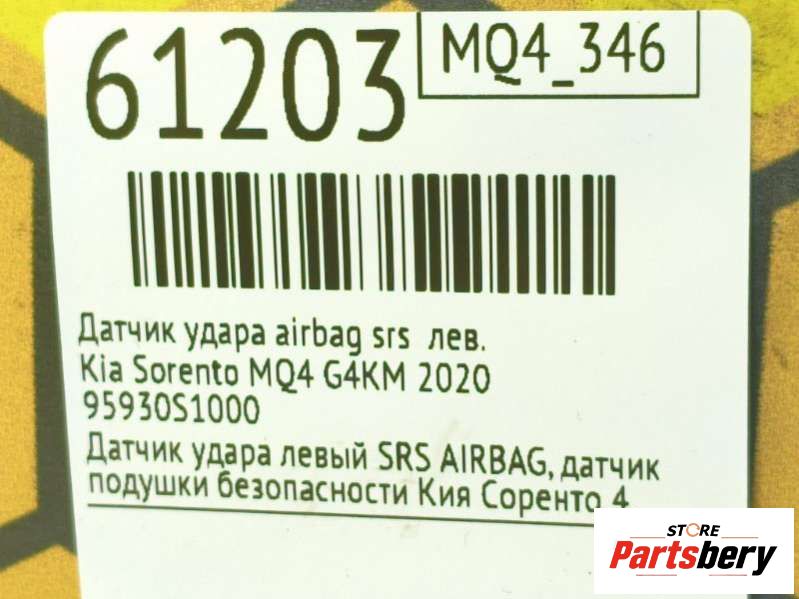 61203
MQ4_346
Датчик удара airbag srs лев.
Kia Sorento MQ4 G4KM 2020
95930S1000
Датчик удара левый SRS AIRBAG, датчик
подушки безопасности Кия Соренто 4
STORE
Partsbery